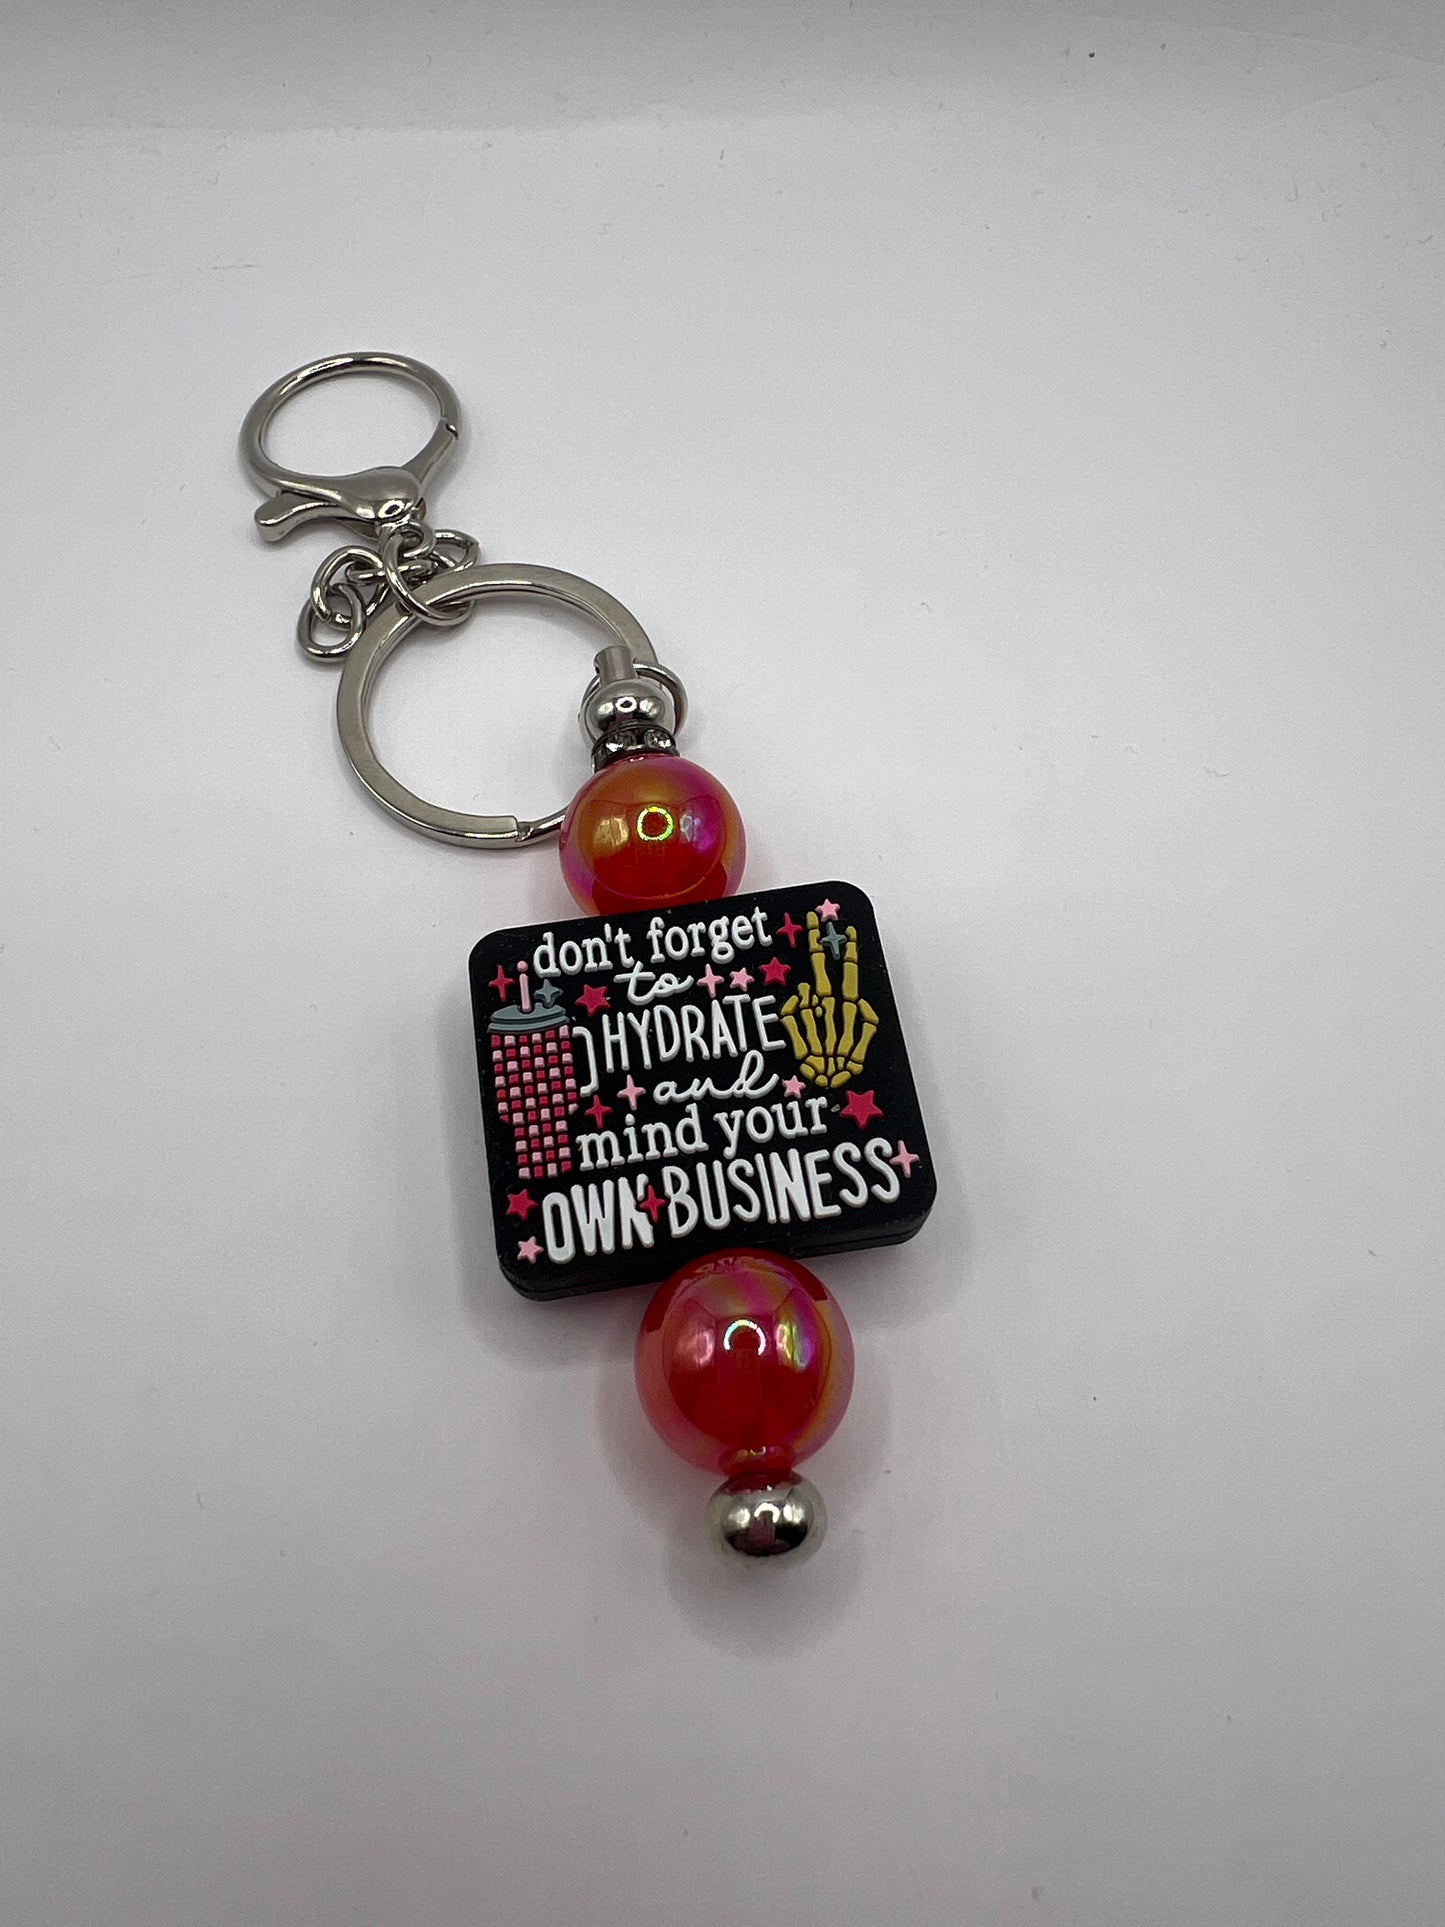 don't forget
to
HYDRATE
and
mind your
OWN BUSINESS